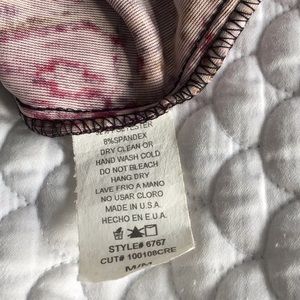 8%SPANDEX
DRY CLEAN OR
HAND WASH COLD
DO NOT BLEACH
HANG DRY
LAVE FRIO A MANO
NO USAR CLORO
MADE IN U.S.A.
HECHO EN E.U.A.
STYLE# 6767
CUT# 100108CRE
M/M